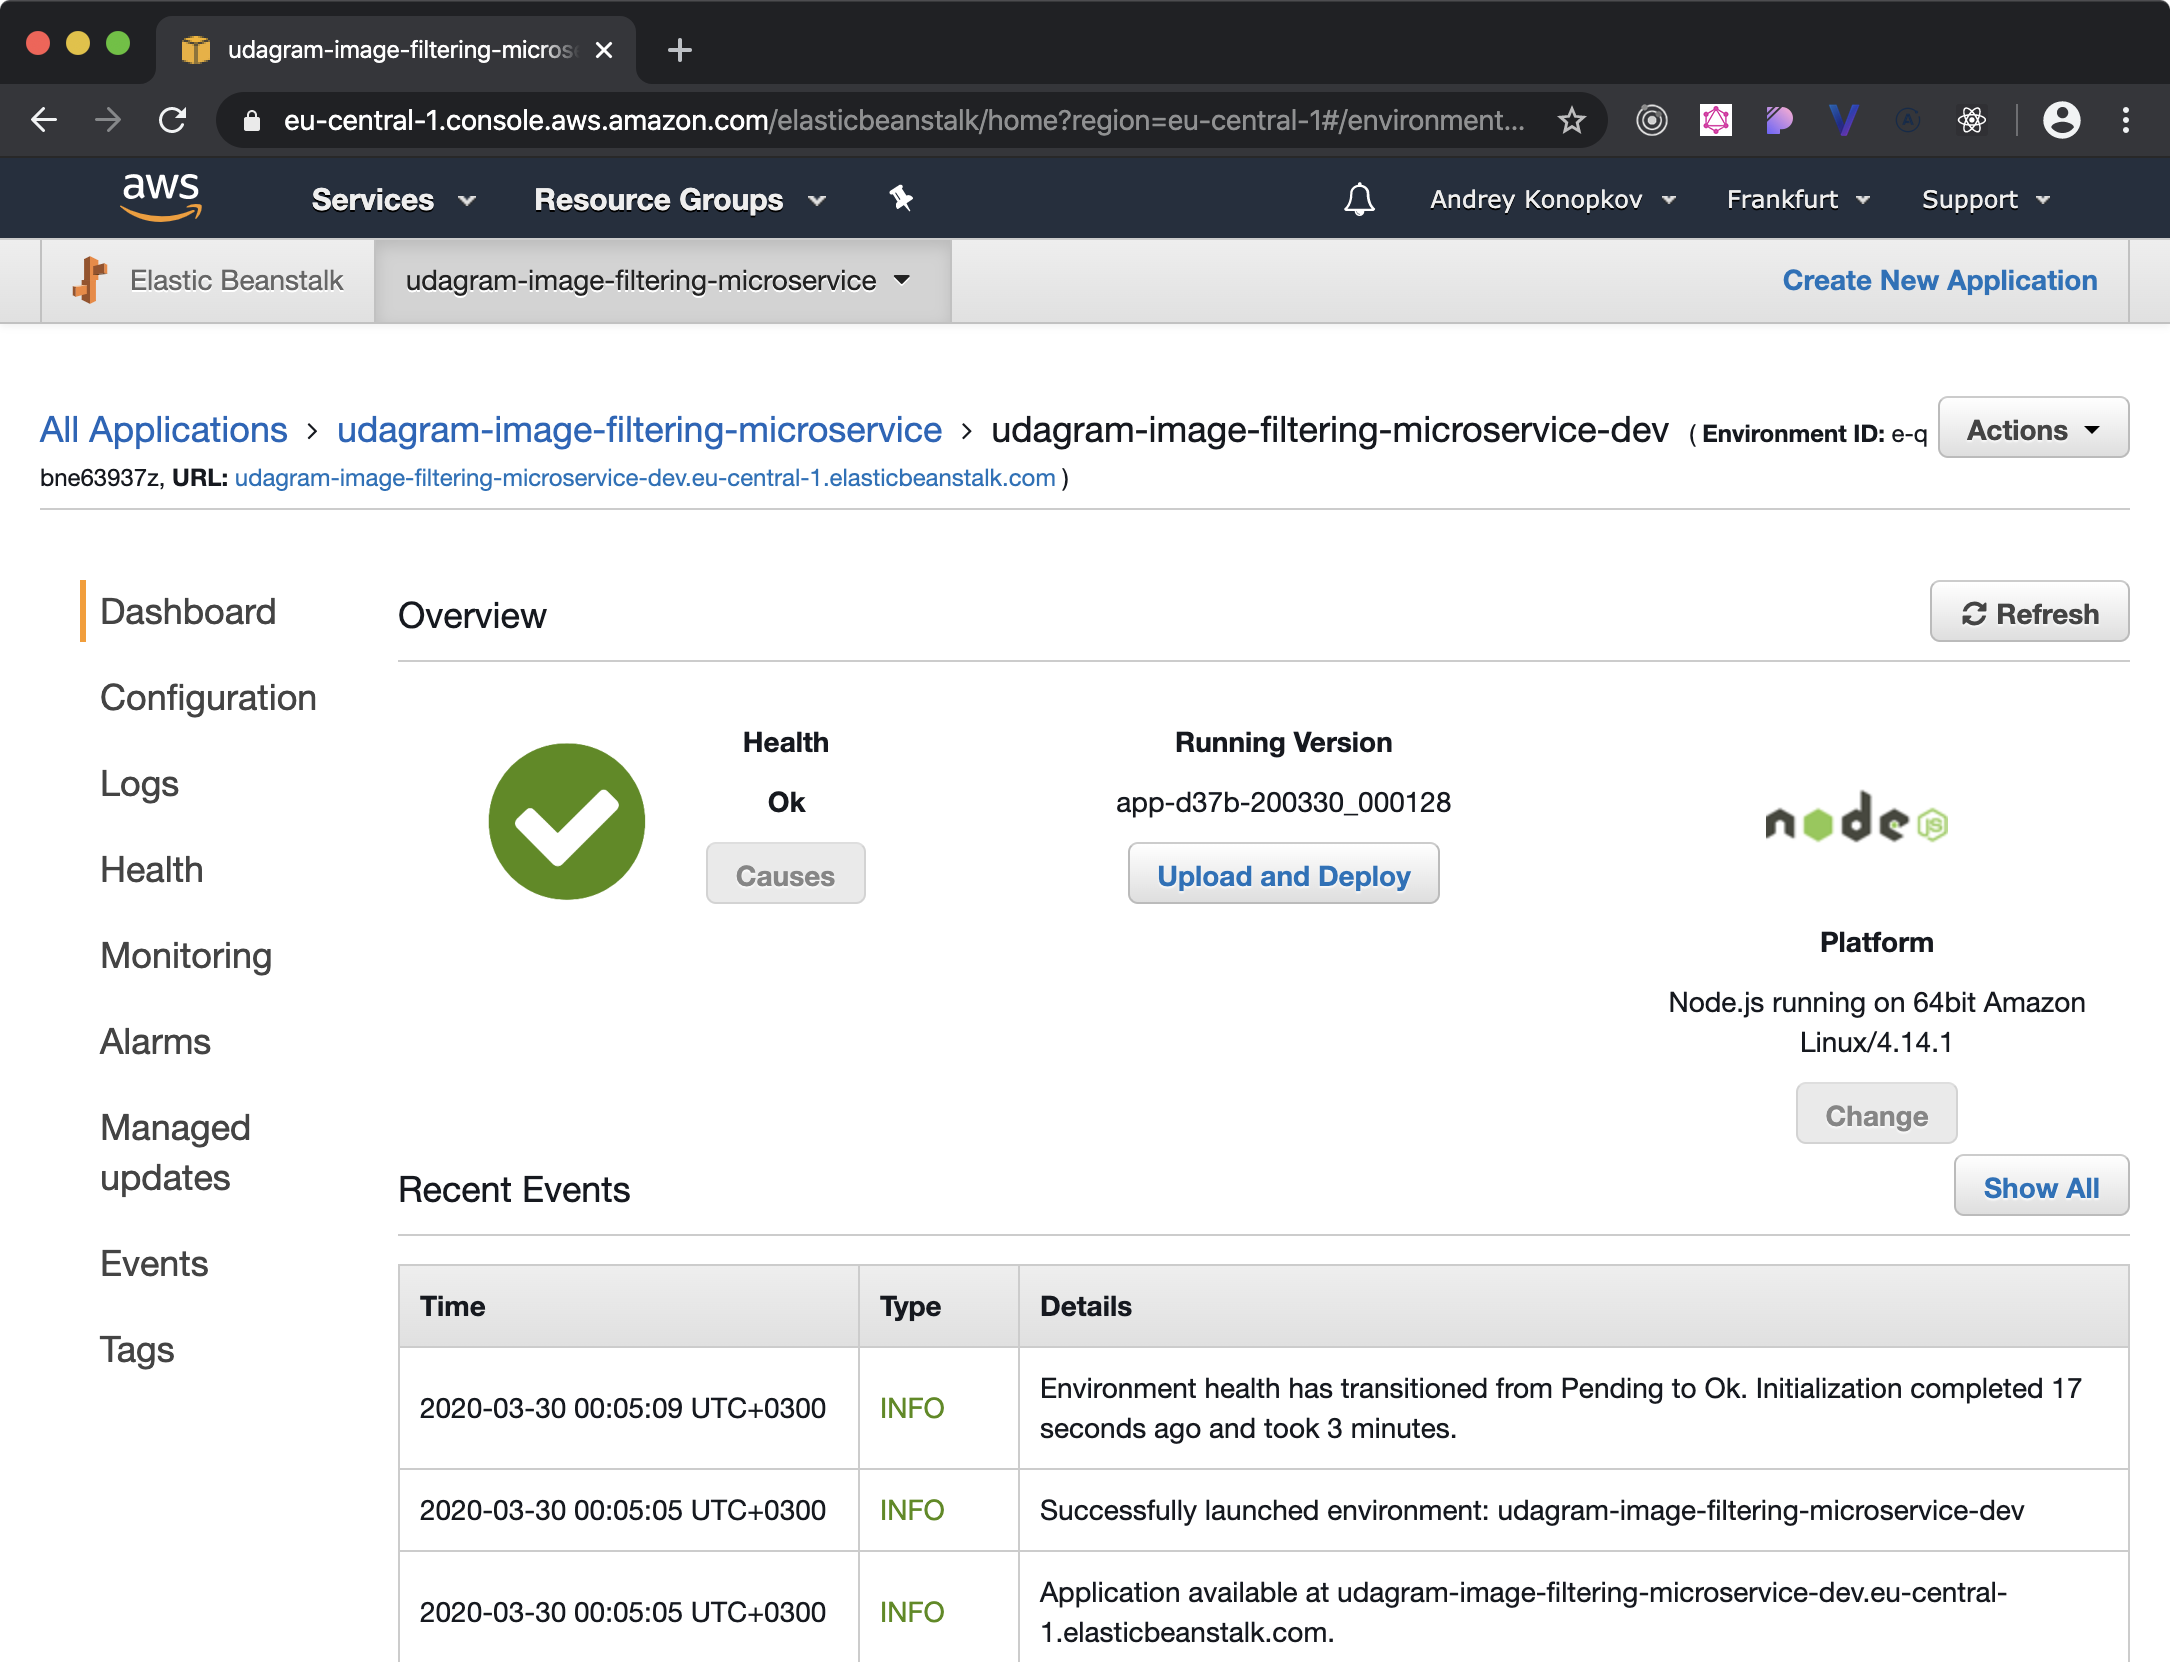 udagram-image-filtering-micros
eu-central-1.console.aws.amazon.com/elasticbeanstalk/home?region=eu-central-1#/environment...
aws Services Resource Groups Andrey Konopkov Frankfurt Support
Elastic Beanstalk udagram-image-filtering-microservice Create New Application
All Applications > udagram-image-filtering-microservice > udagram-image-filtering-microservice-dev ( Environment ID: e-q Actions
bne63937z, URL: udagram-image-filtering-microservice-dev.eu-central-1.elasticbeanstalk.com )
Dashboard
Configuration
Logs
Health
Monitoring
Alarms
Managed
updates
Events
Tags
Overview
Refresh
Health
Ok
Causes
Running Version
app-d37b-200330_000128
Upload and Deploy
node JS
Platform
Node.js running on 64bit Amazon
Linux/4.14.1
Change
Recent Events
Show All
Time Type Details
2020-03-30 00:05:09 UTC+0300 INFO Environment health has transitioned from Pending to Ok. Initialization completed 17
seconds ago and took 3 minutes.
2020-03-30 00:05:05 UTC+0300 INFO Successfully launched environment: udagram-image-filtering-microservice-dev
2020-03-30 00:05:05 UTC+0300 INFO Application available at udagram-image-filtering-microservice-dev.eu-central-
1.elasticbeanstalk.com.